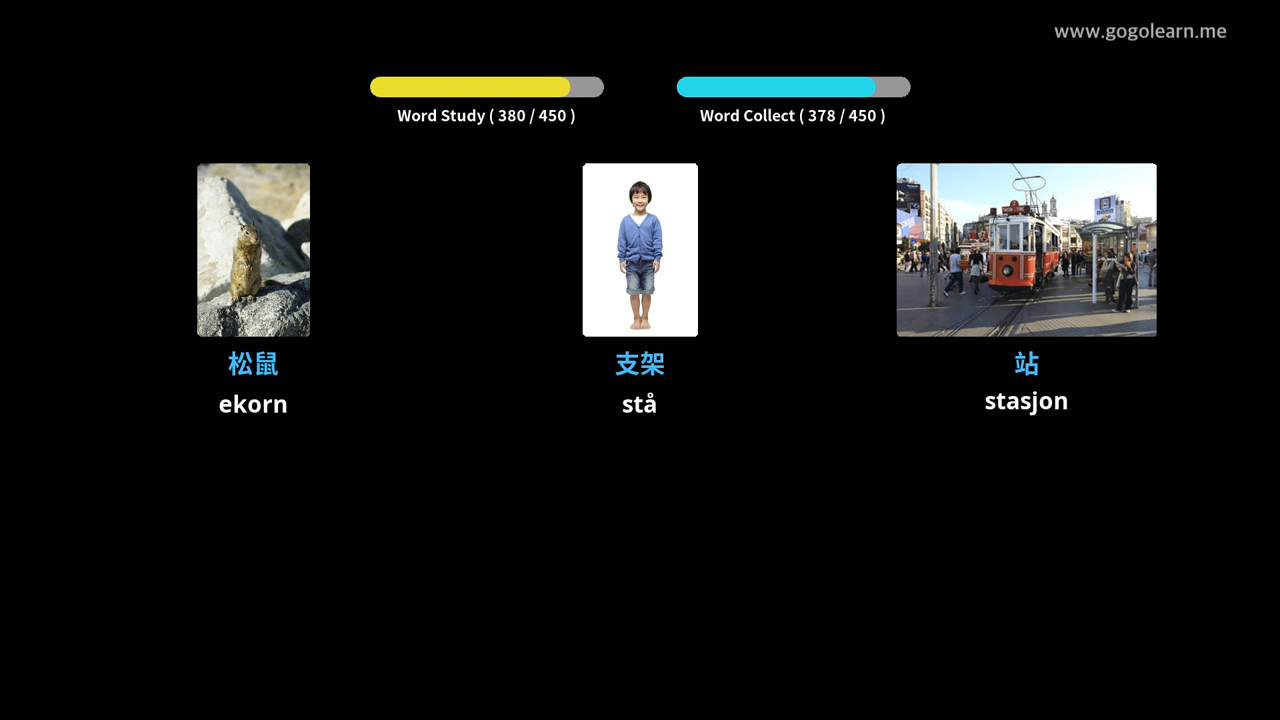 www.gogolearn.me
Word Study ( 380 / 450 )
Word Collect ( 378 / 450 )
松鼠
支架
站
ekorn
stå
stasjon